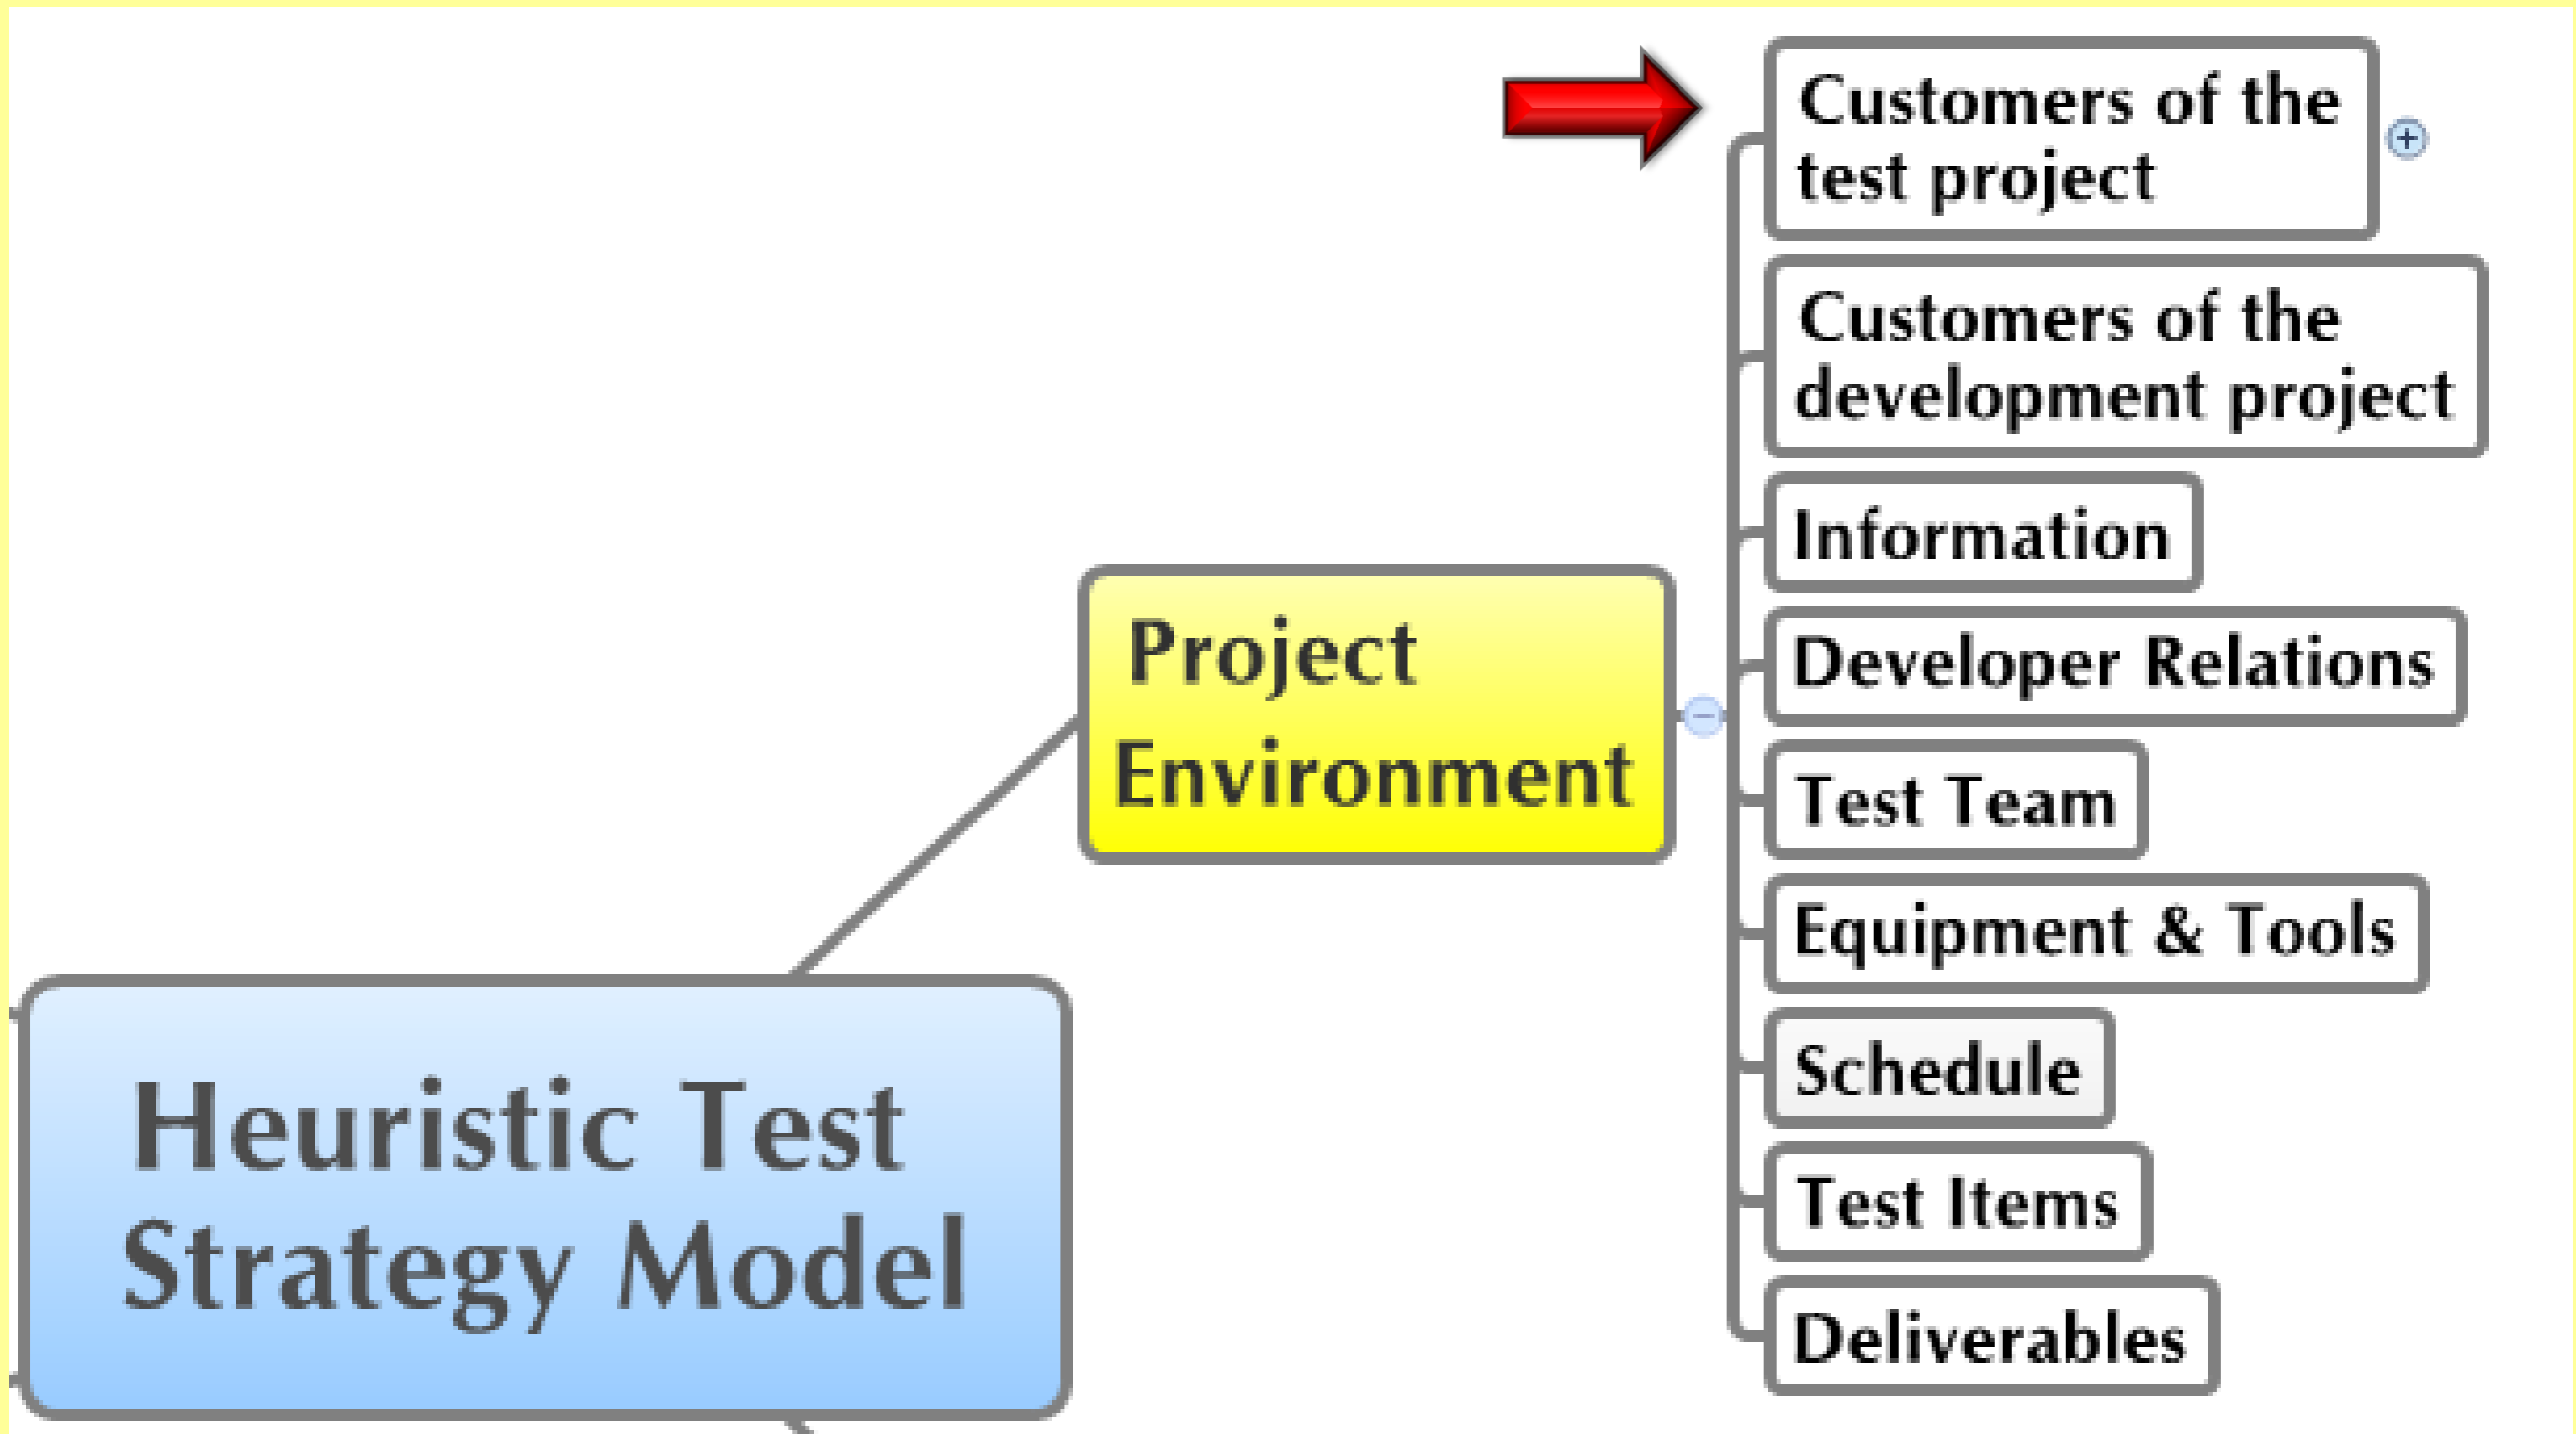 Customers of the
test project
Customers of the
development project
Information
Project
Environment
Developer Relations
Test Team
Equipment & Tools
Heuristic Test
Strategy Model
Schedule
Test Items
Deliverables